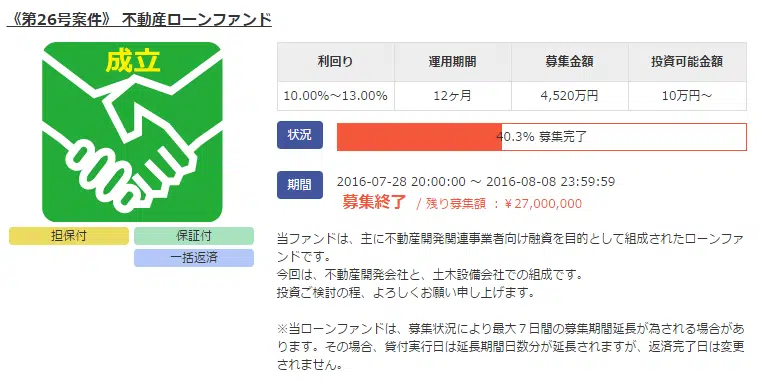 《第26号案件》 不動産ローンファンド
成立
担保付
保証付
一括返済
利回り 運用期間 募集金額 投資可能金額
10.00%～13.00% 12ヶ月 4,520万円 10万円～
状況
40.3% 募集完了
期間
2016-07-28 20:00:00 ～ 2016-08-08 23:59:59
募集終了 / 残り募集額 ：￥27,000,000
当ファンドは、主に不動産開発関連事業者向け融資を目的として組成されたローンファ
ンドです。
今回は、不動産開発会社と、土木設備会社での組成です。
投資ご検討の程、よろしくお願い申し上げます。
※当ローンファンドは、募集状況により最大７日間の募集期間延長が為される場合があ
ります。その場合、貸付実行日は延長期間日数分が延長されますが、返済完了日は変更
されません。